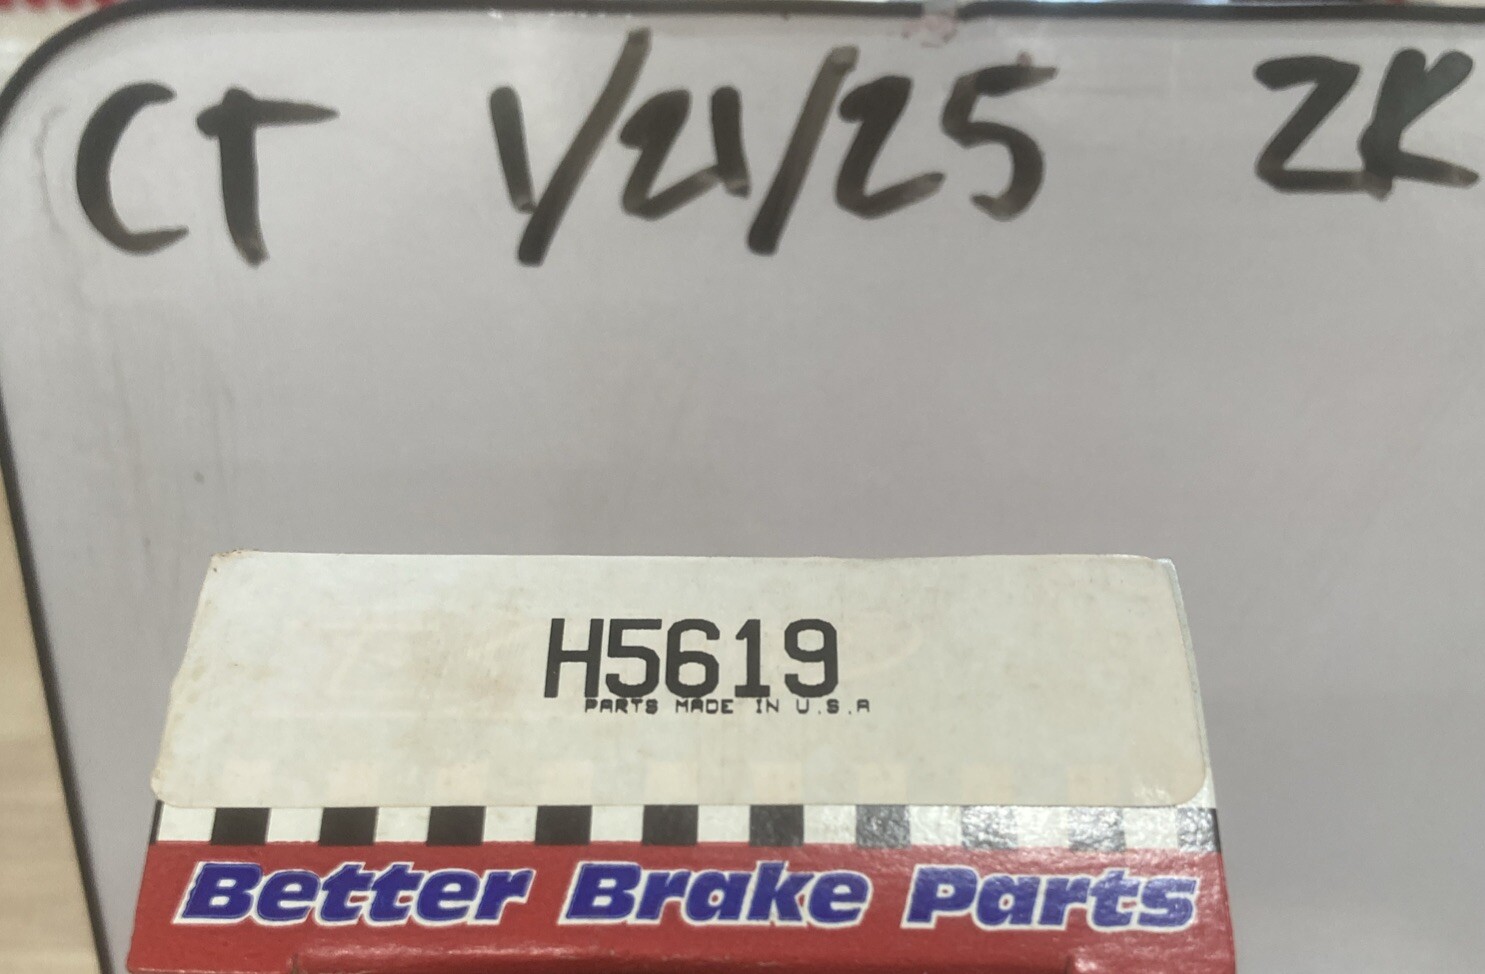 CT 1/21/25 ZK
H5619
PARTS MADE IN U.S.A
Better Brake Parts